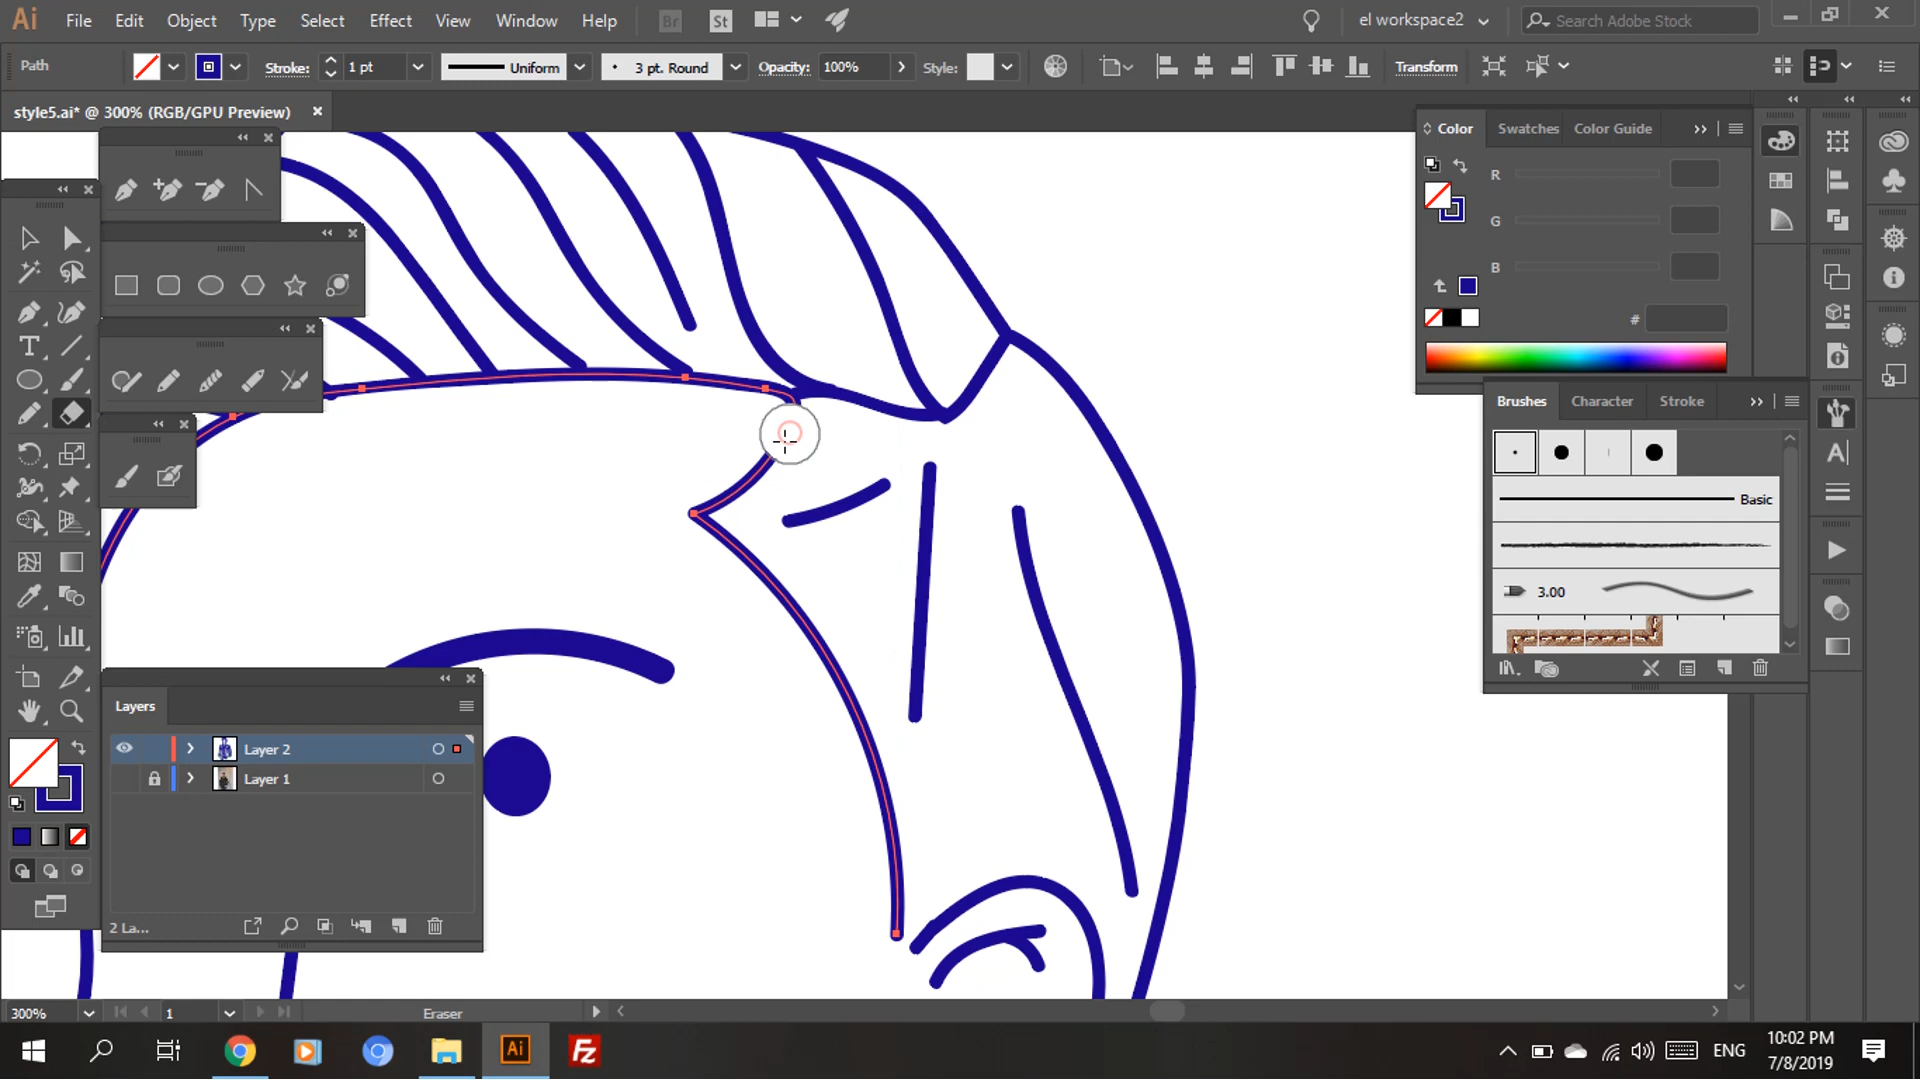 Ai File Edit Object Type Select Effect View Window Help Br St el workspace2 Search Adobe Stock
Path Stroke: 1 pt Uniform 3 pt. Round Opacity: 100% Style: Transform
style5.ai* @ 300% (RGB/GPU Preview)
Color Swatches Color Guide
R
G
B
#
Brushes Character Stroke
Basic
3.00
Layers
Layer 2
Layer 1
2 La...
300% 1 Eraser
Ai Fz ENG 10:02 PM
7/8/2019